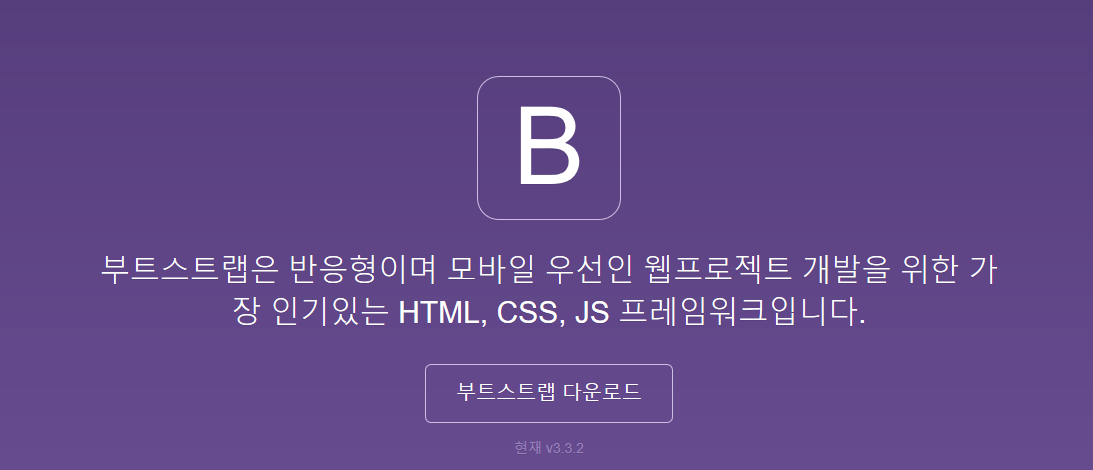 B
부트스트랩은 반응형이며 모바일 우선인 웹프로젝트 개발을 위한 가
장 인기있는 HTML, CSS, JS 프레임워크입니다.
부트스트랩 다운로드
현재 v3.3.2